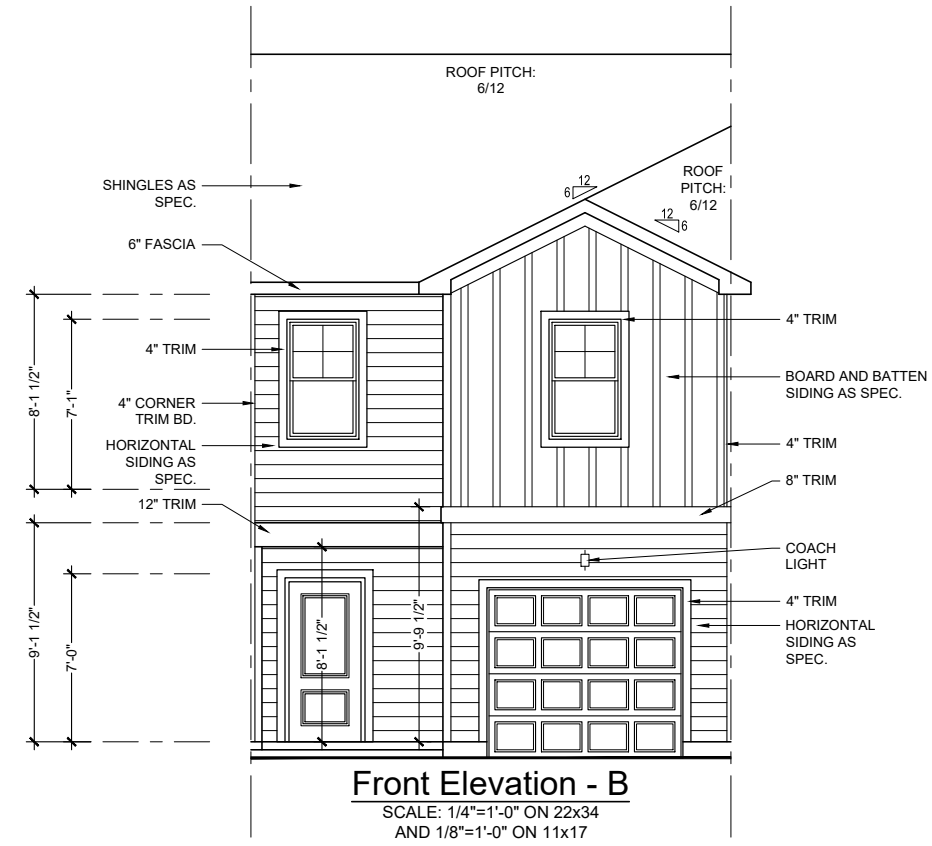 ROOF PITCH:
6/12
SHINGLES AS
SPEC.
12
6
ROOF
PITCH:
6/12
12
6
6" FASCIA
4" TRIM
4" TRIM
8'-1 1/2"
7'-1"
BOARD AND BATTEN
SIDING AS SPEC.
4" CORNER
TRIM BD.
HORIZONTAL
SIDING AS
SPEC.
4" TRIM
8" TRIM
12" TRIM
COACH
LIGHT
4" TRIM
HORIZONTAL
SIDING AS
SPEC.
9'-1 1/2"
7'-0"
8'-1 1/2"
9'-9 1/2"
Front Elevation - B
SCALE: 1/4"=1'-0" ON 22x34
AND 1/8"=1'-0" ON 11x17